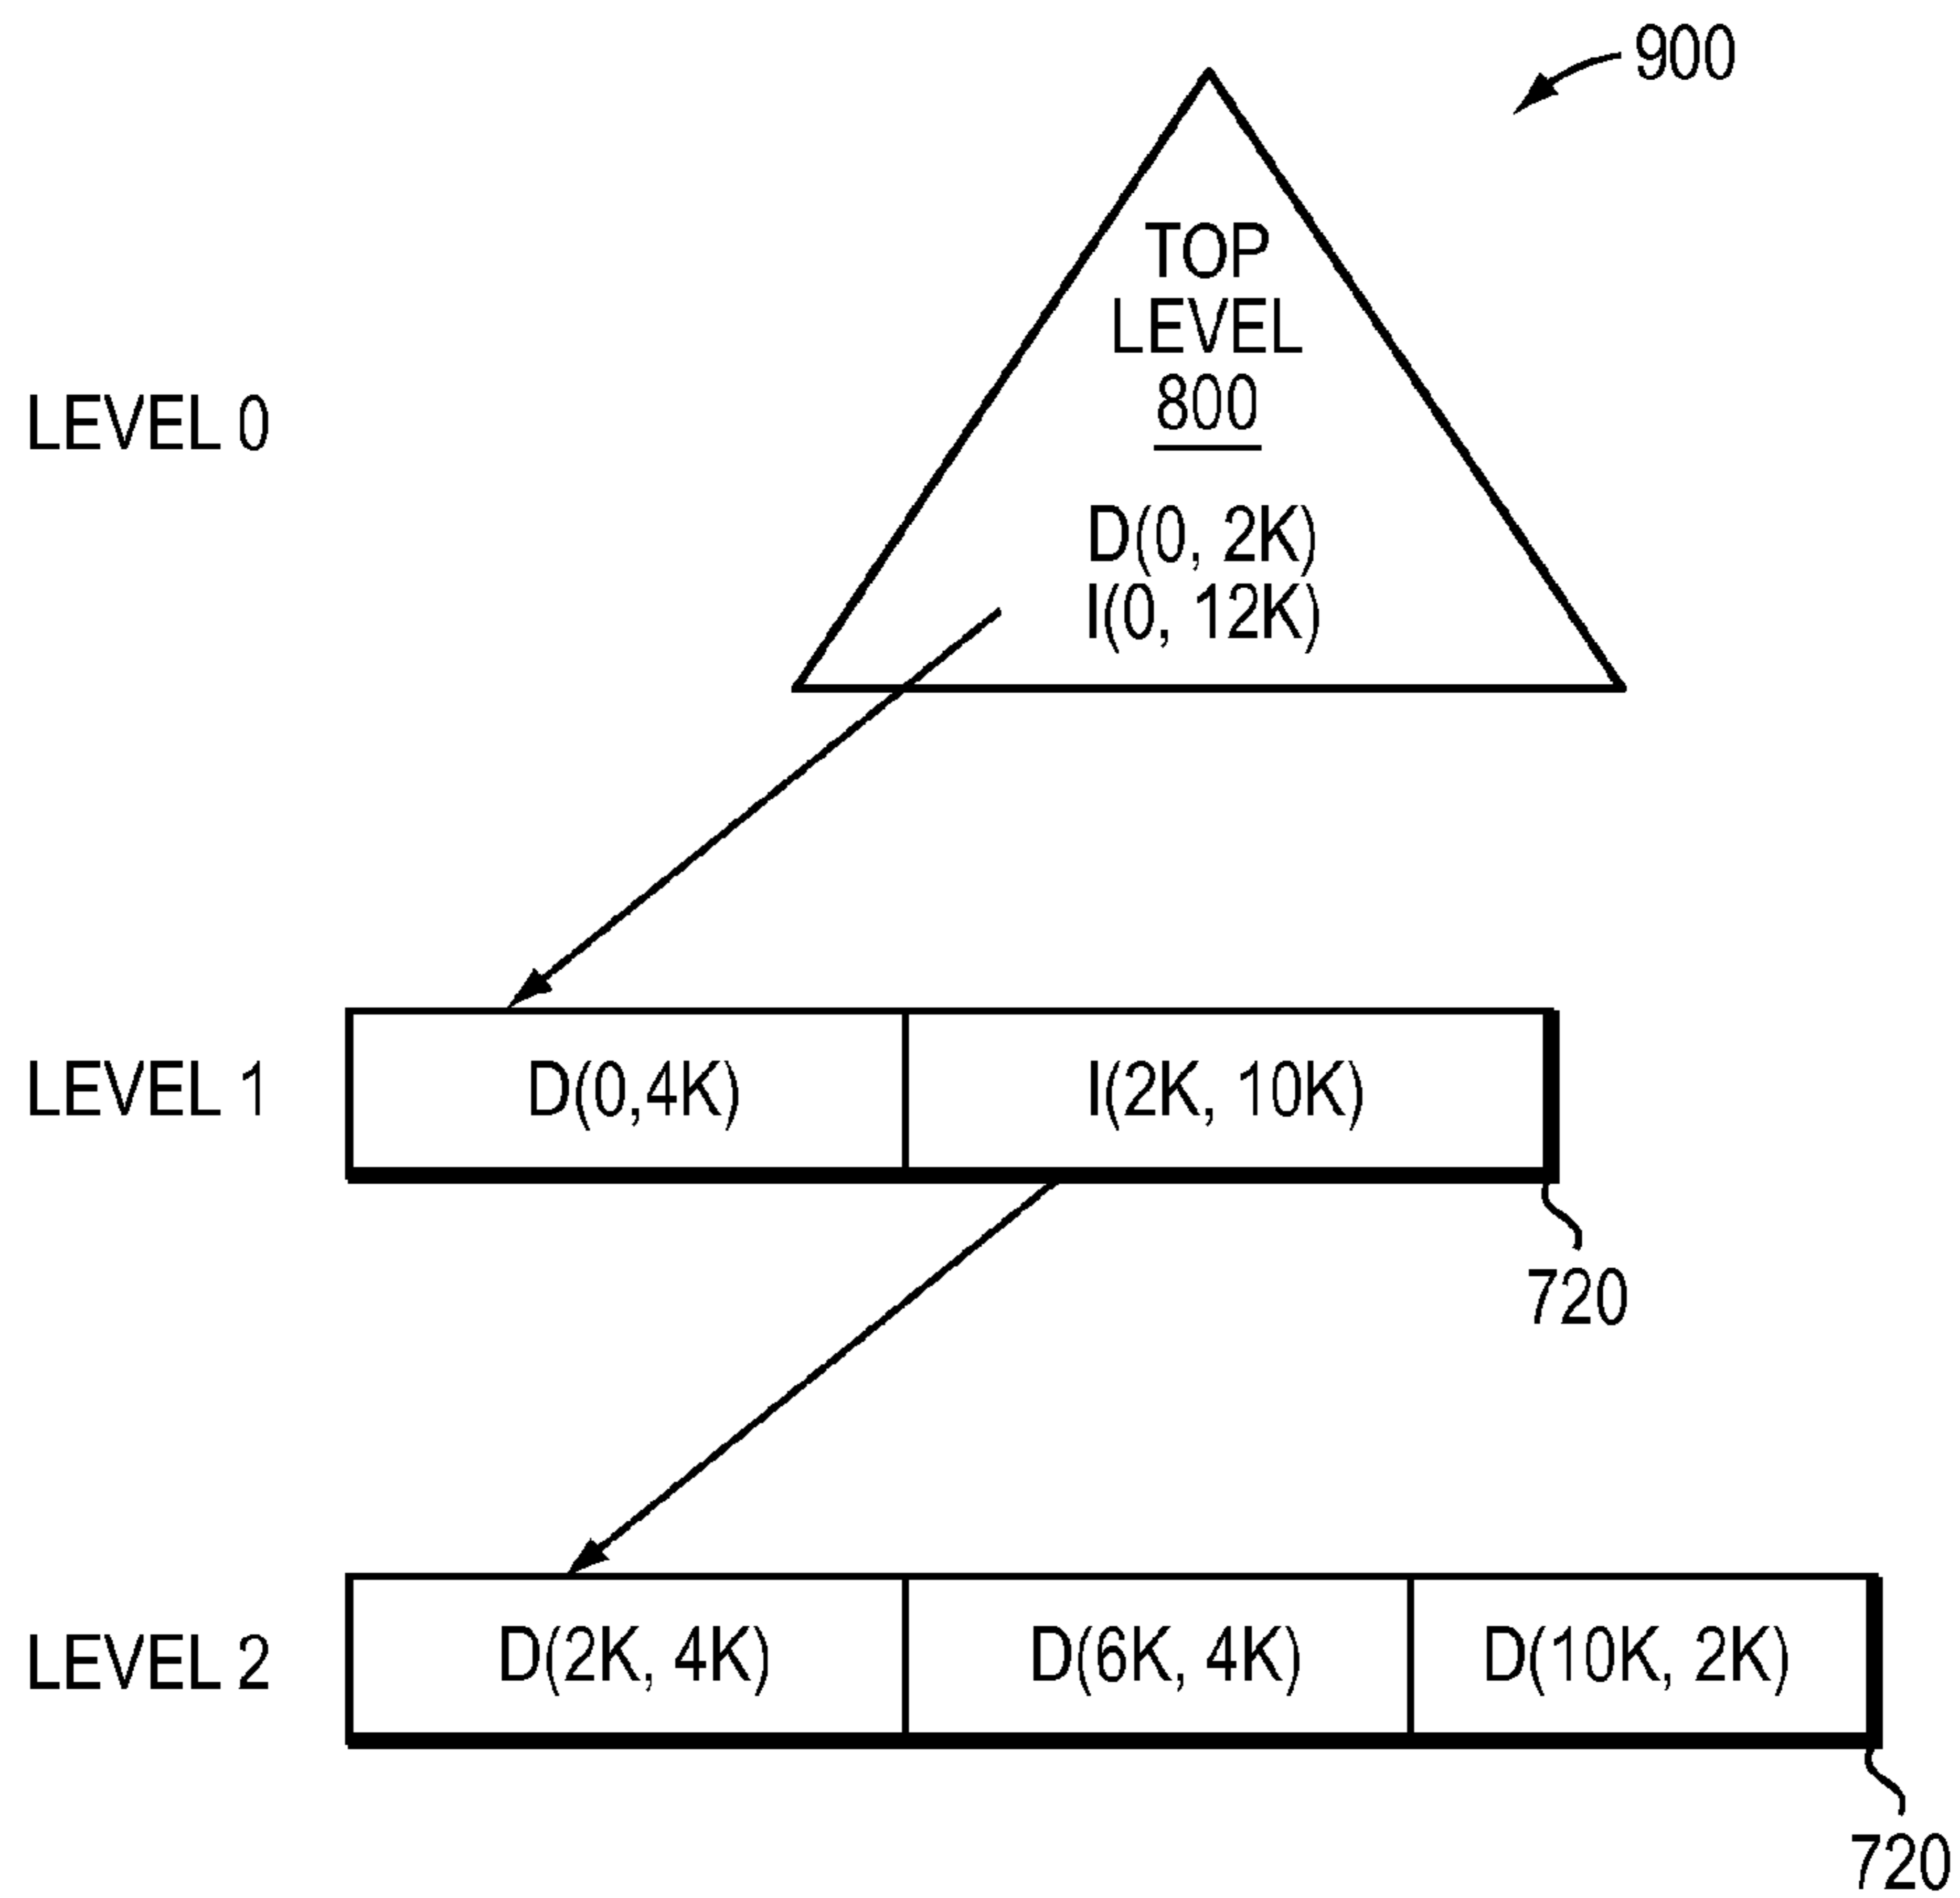 900
TOP
LEVEL
800
LEVEL 0
D(0, 2K)
I(0, 12K)
LEVEL 1
D(0,4K)
I(2K, 10K)
720
LEVEL 2
D(2K, 4K)
D(6K, 4K)
D(10K, 2K)
720